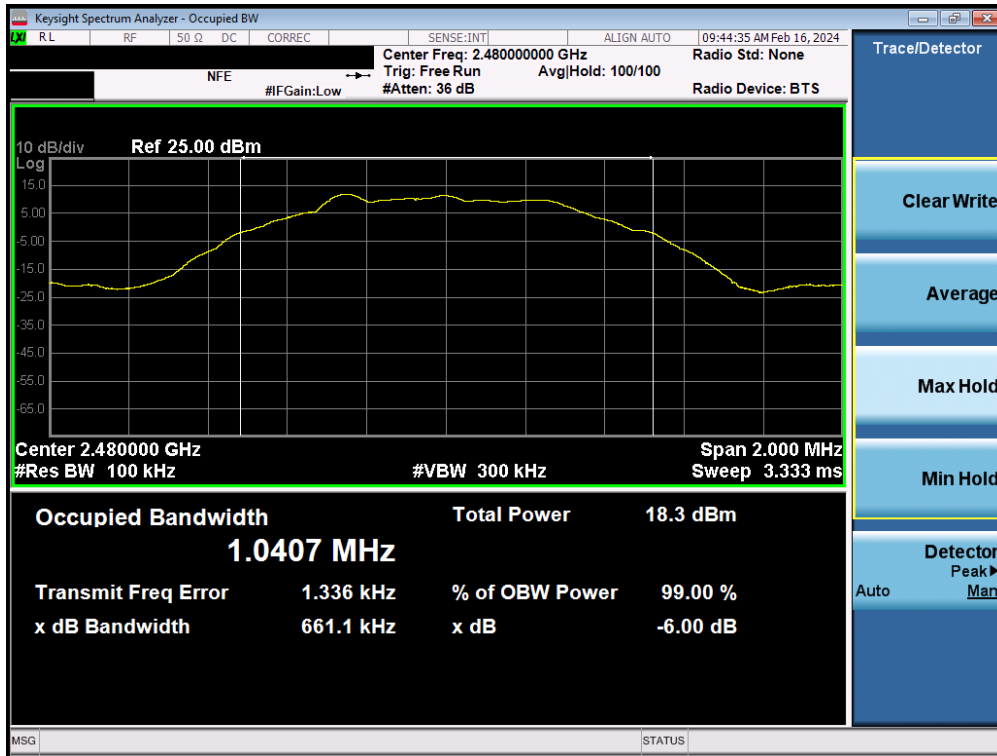 Keysight Spectrum Analyzer - Occupied BW
LXI RL RF 50 Ω DC CORREC SENSE:INT ALIGN AUTO 09:44:35 AM Feb 16, 2024
Center Freq: 2.480000000 GHz Radio Std: None
NFE Trig: Free Run Avg|Hold: 100/100
#IFGain:Low #Atten: 36 dB Radio Device: BTS
Trace/Detector
10 dB/div Ref 25.00 dBm
Log
15.0
5.00
-5.00
-15.0
-25.0
-35.0
-45.0
-55.0
-65.0
Center 2.480000 GHz Span 2.000 MHz
#Res BW 100 kHz #VBW 300 kHz Sweep 3.333 ms
Occupied Bandwidth Total Power 18.3 dBm
1.0407 MHz
Transmit Freq Error 1.336 kHz % of OBW Power 99.00 %
x dB Bandwidth 661.1 kHz x dB -6.00 dB
Clear Write
Average
Max Hold
Min Hold
Detector
Peak▶
Auto Man
MSG STATUS